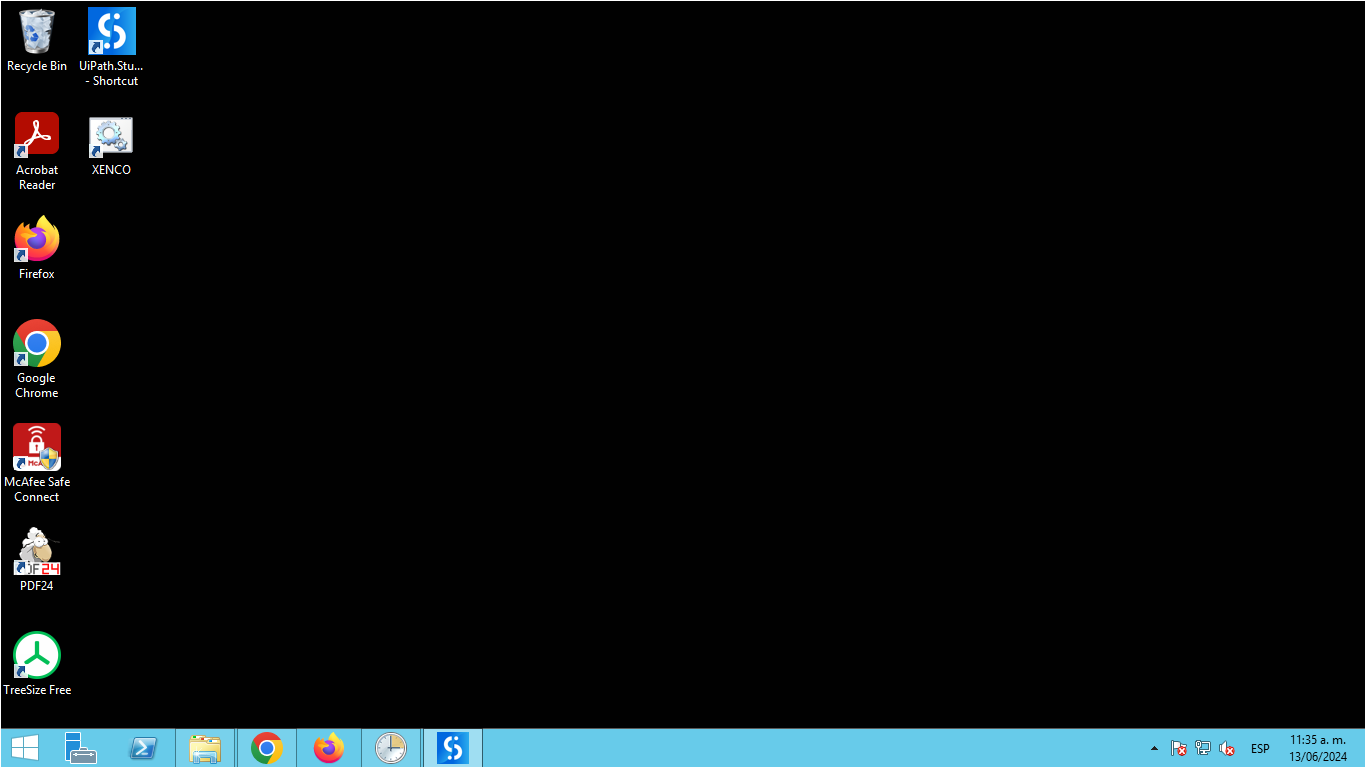 Recycle Bin
UiPath.Stu...
- Shortcut
Acrobat
Reader
XENCO
Firefox
Google
Chrome
McAfee Safe
Connect
PDF24
TreeSize Free
ESP
11:35 a. m.
13/06/2024